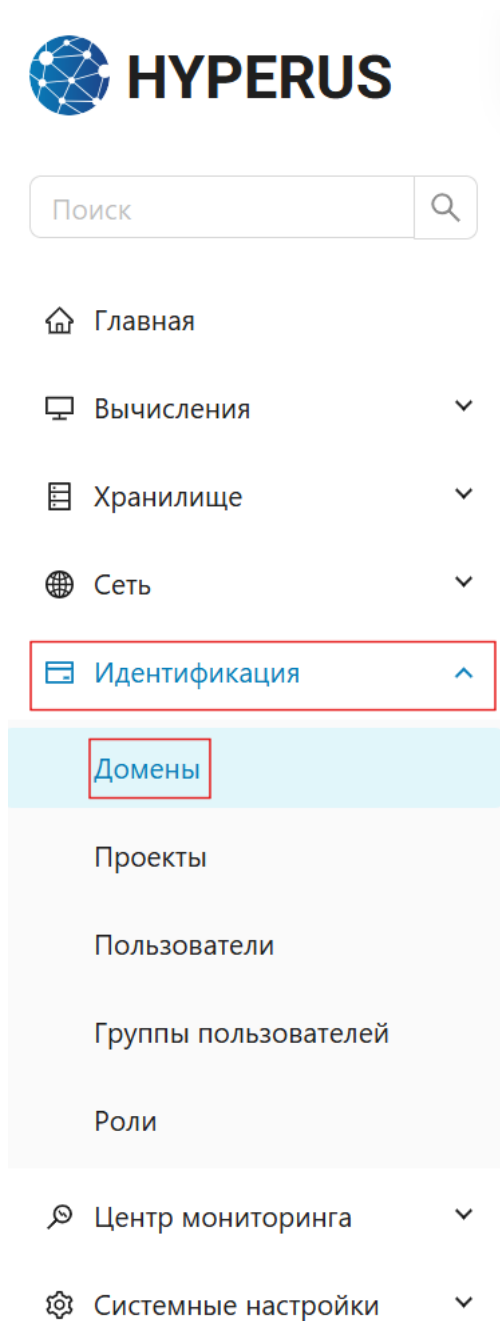 HYPERUS
Поиск
Главная
Вычисления
Хранилище
Сеть
Идентификация
Домены
Проекты
Пользователи
Группы пользователей
Роли
Центр мониторинга
Системные настройки